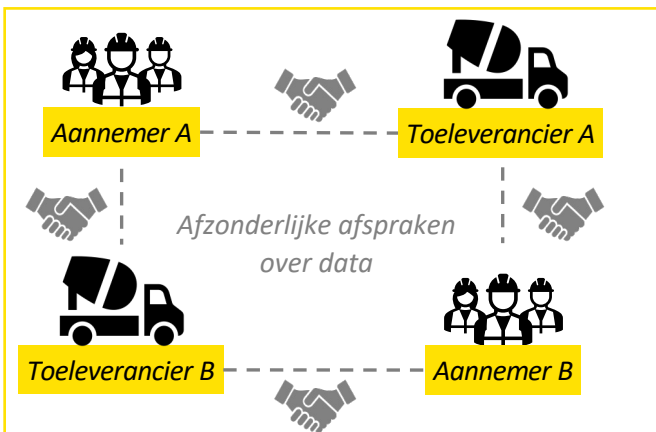 Aannemer A
Toeleverancier A
Afzonderlijke afspraken
over data
Toeleverancier B
Aannemer B